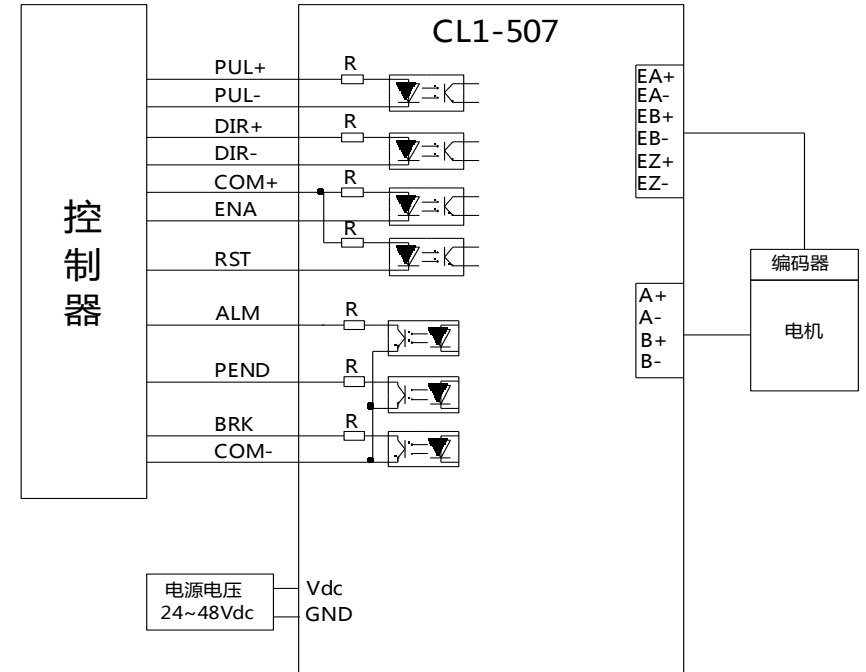 CL1-507
控制器
PUL+
R
PUL-
DIR+
R
DIR-
COM+
R
ENA
R
RST
ALM
R
PEND
R
BRK
R
COM-
EA+
EA-
EB+
EB-
EZ+
EZ-
编码器
电机
A+
A-
B+
B-
电源电压
24~48Vdc
Vdc
GND